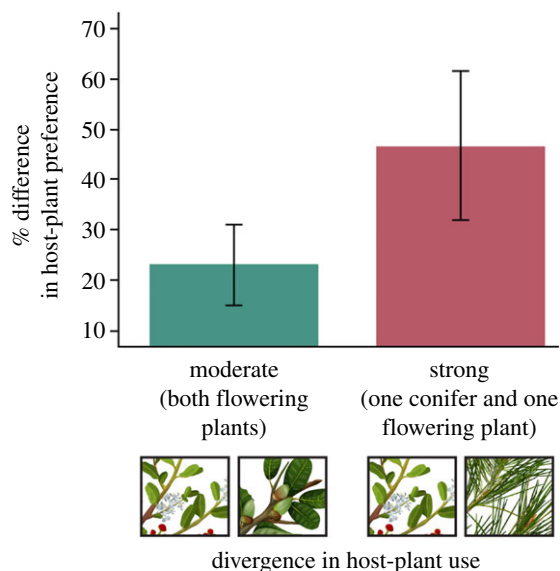 % difference
in host-plant preference
70
60
50
40
30
20
10
moderate
(both flowering
plants)
strong
(one conifer and one
flowering plant)
divergence in host-plant use